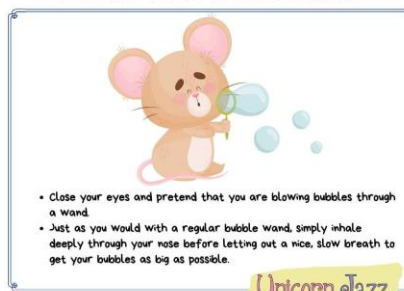 • Close your eyes and pretend that you are blowing bubbles through
a wand.
• Just as you would with a regular bubble wand, simply inhale
deeply through your nose before letting out a nice, slow breath to
get your bubbles as big as possible.
Unicorn Jazz